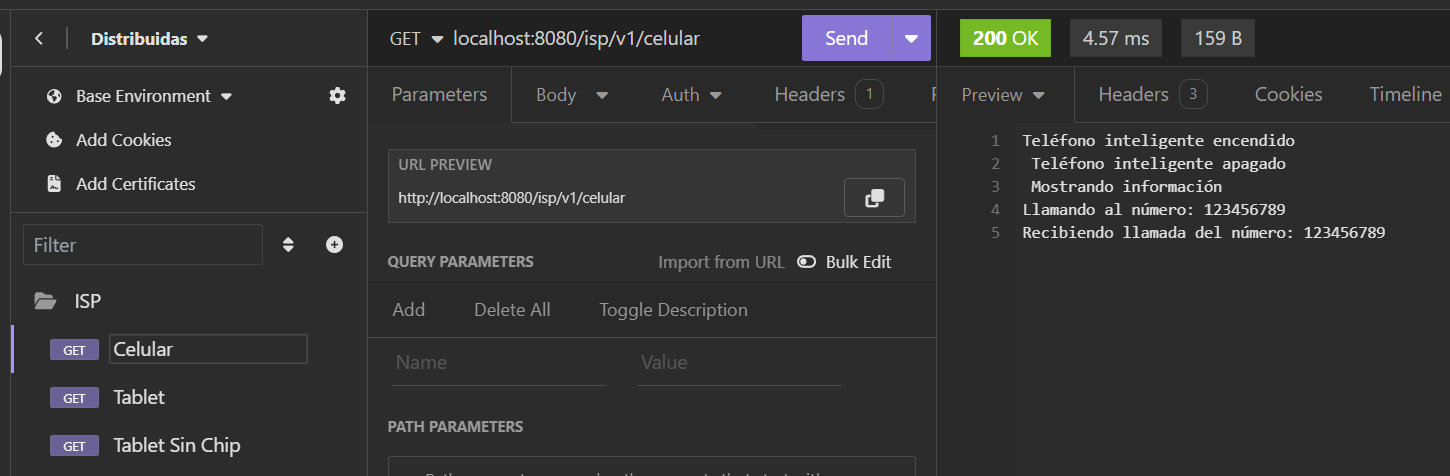 Distribuidas
Base Environment
Add Cookies
Add Certificates
Filter
ISP
GET Celular
GET Tablet
GET Tablet Sin Chip
GET localhost:8080/isp/v1/celular Send
Parameters Body Auth Headers 1
URL PREVIEW
http://localhost:8080/isp/v1/celular
QUERY PARAMETERS Import from URL Bulk Edit
Add Delete All Toggle Description
Name Value
PATH PARAMETERS
200 OK 4.57 ms 159 B
Preview Headers 3 Cookies Timeline
1 Teléfono inteligente encendido
2 Teléfono inteligente apagado
3 Mostrando información
4 Llamando al número: 123456789
5 Recibiendo llamada del número: 123456789